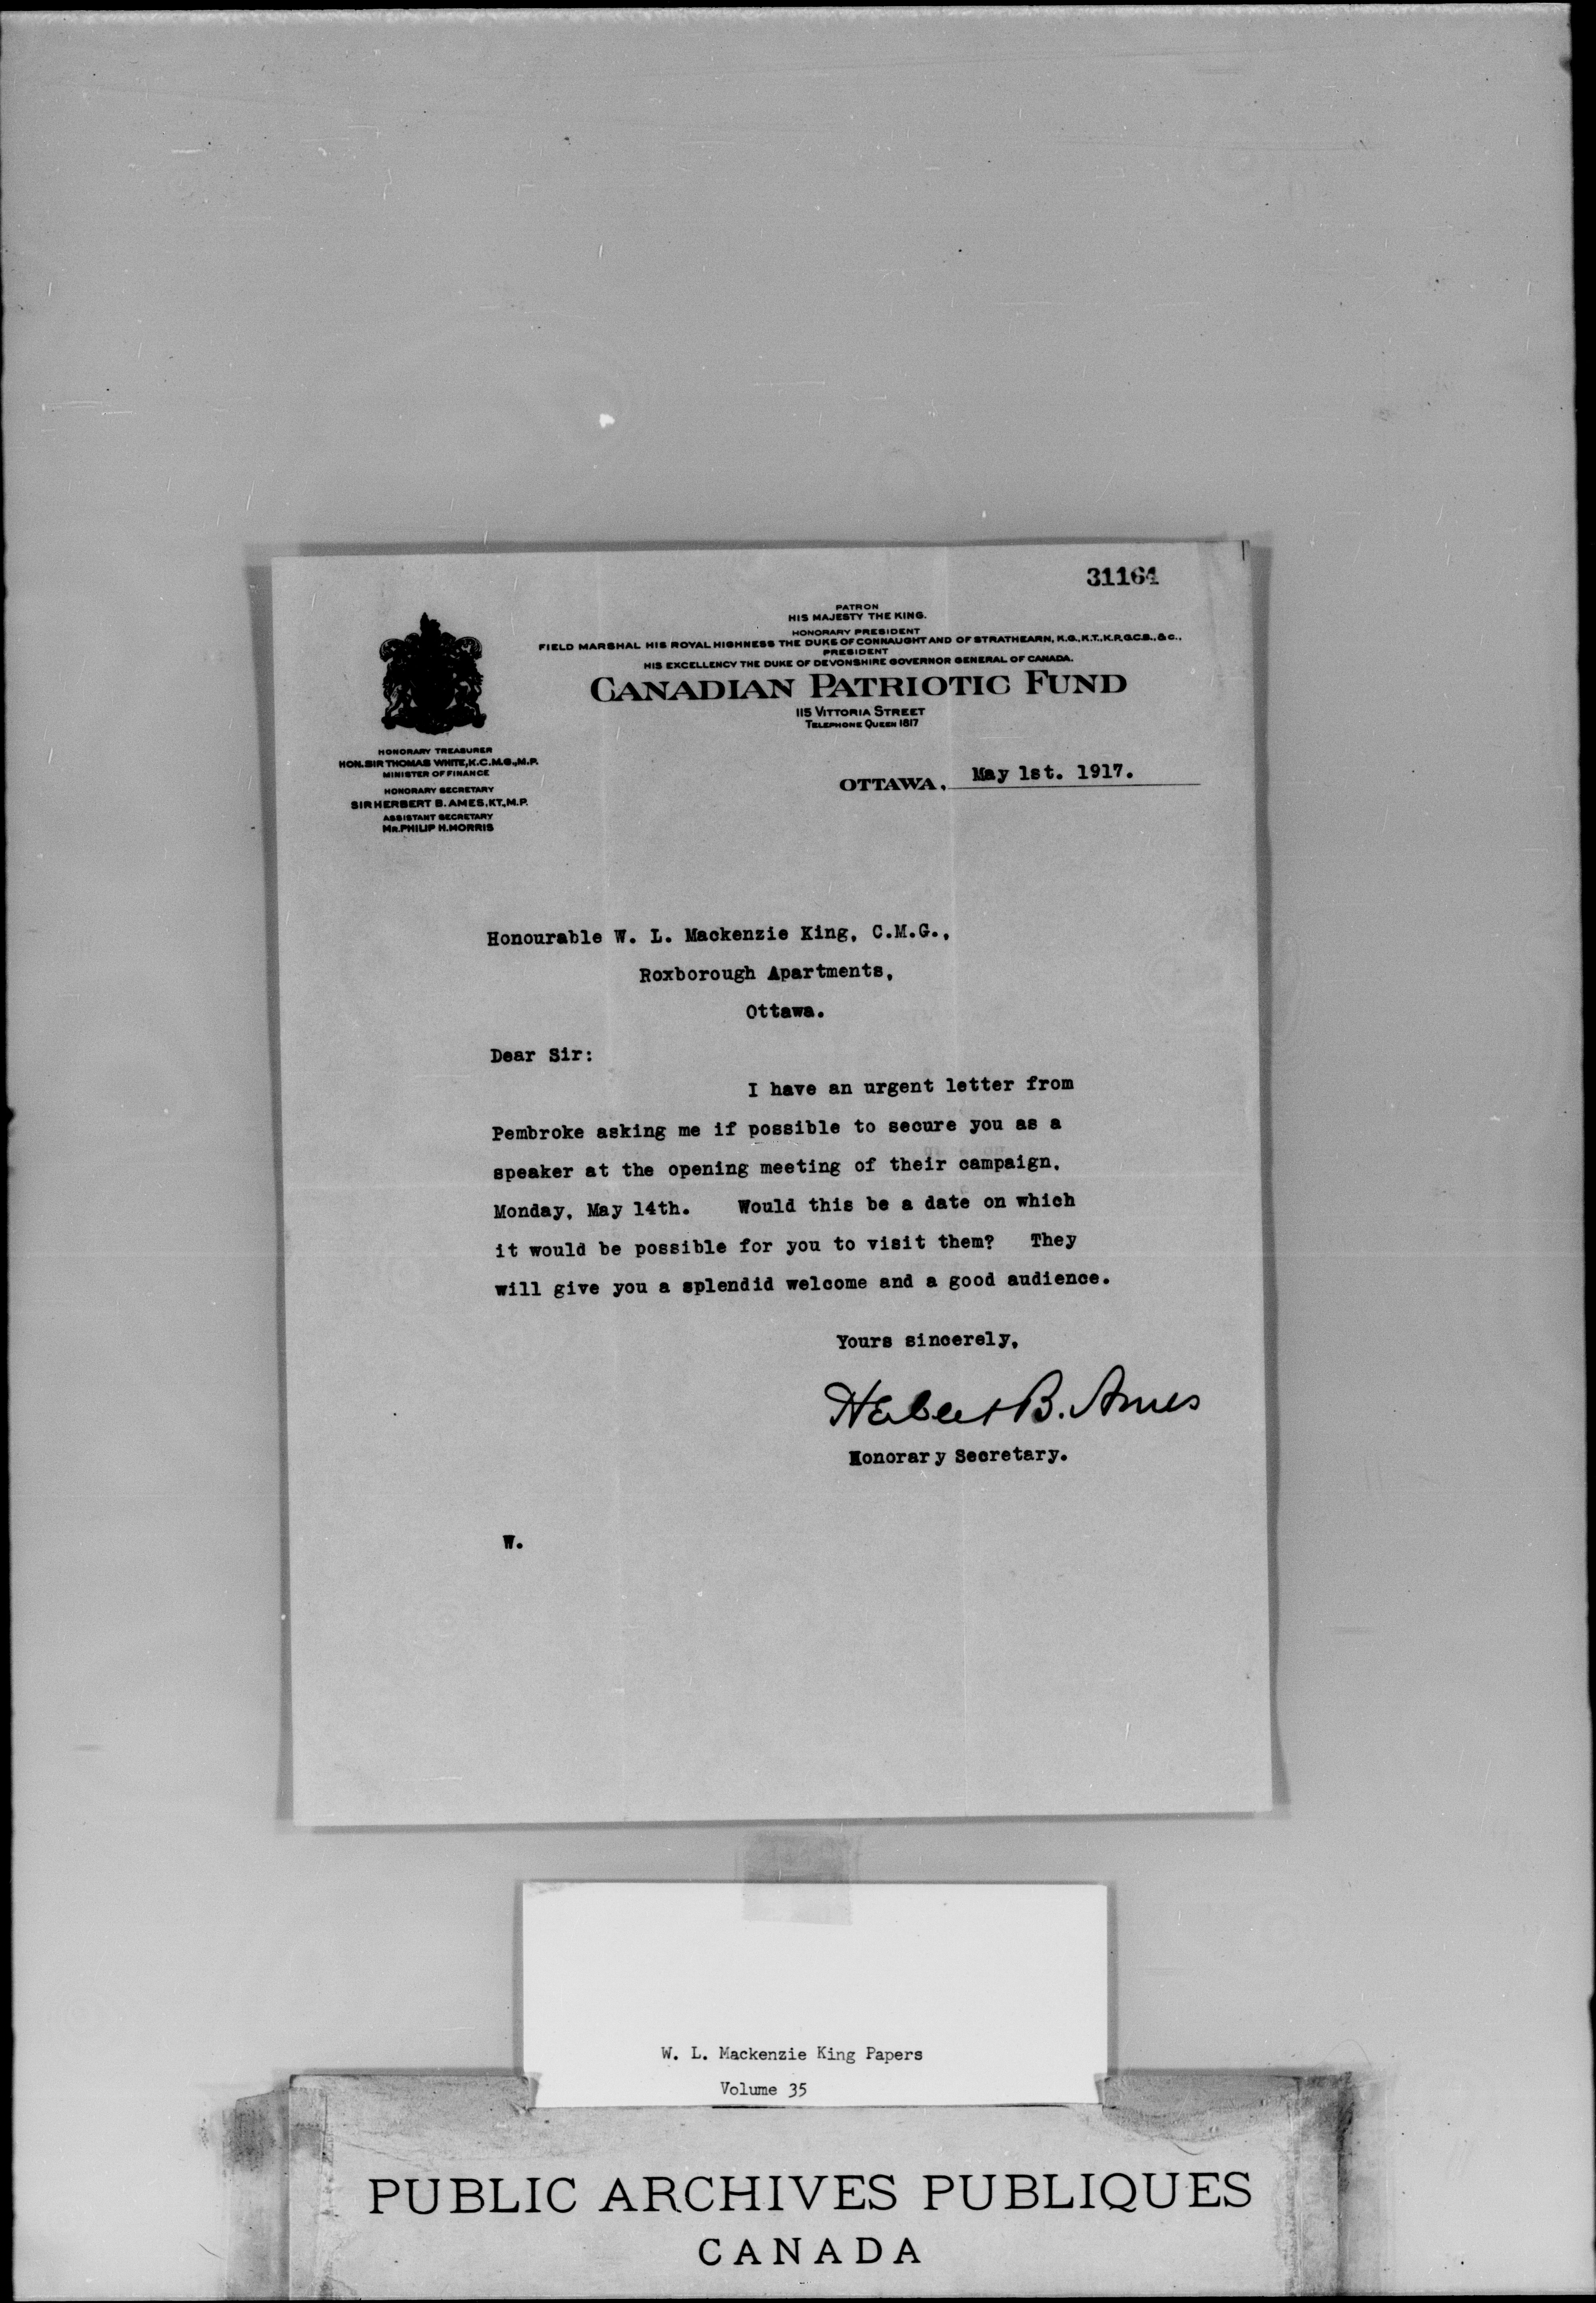 31164
PATRON
HIS MAJESTY THE KING.
HONORARY PRESIDENT
FIELD MARSHAL HIS ROYAL HIGHNESS THE DUKE OF CONNAUGHT AND OF STRATHEARN, K.G., K.T., K.P., G.C.B., &C.,
PRESIDENT
HIS EXCELLENCY THE DUKE OF DEVONSHIRE GOVERNOR GENERAL OF CANADA.
CANADIAN PATRIOTIC FUND
115 VITTORIA STREET
TELEPHONE QUEEN 1817
HONORARY TREASURER
HON. SIR THOMAS WHITE, K.C.M.G., M.P.
MINISTER OF FINANCE
HONORARY SECRETARY
SIR HERBERT B. AMES, KT., M.P.
ASSISTANT SECRETARY
MR. PHILIP H. MORRIS
OTTAWA, May 1st. 1917.
Honourable W. L. Mackenzie King, C.M.G.,
Roxborough Apartments,
Ottawa.
Dear Sir:
I have an urgent letter from
Pembroke asking me if possible to secure you as a
speaker at the opening meeting of their campaign,
Monday, May 14th. Would this be a date on which
it would be possible for you to visit them? They
will give you a splendid welcome and a good audience.
Yours sincerely,
Herbert B. Ames
Honorary Secretary.
W.
W. L. Mackenzie King Papers
Volume 35
PUBLIC ARCHIVES PUBLIQUES
CANADA